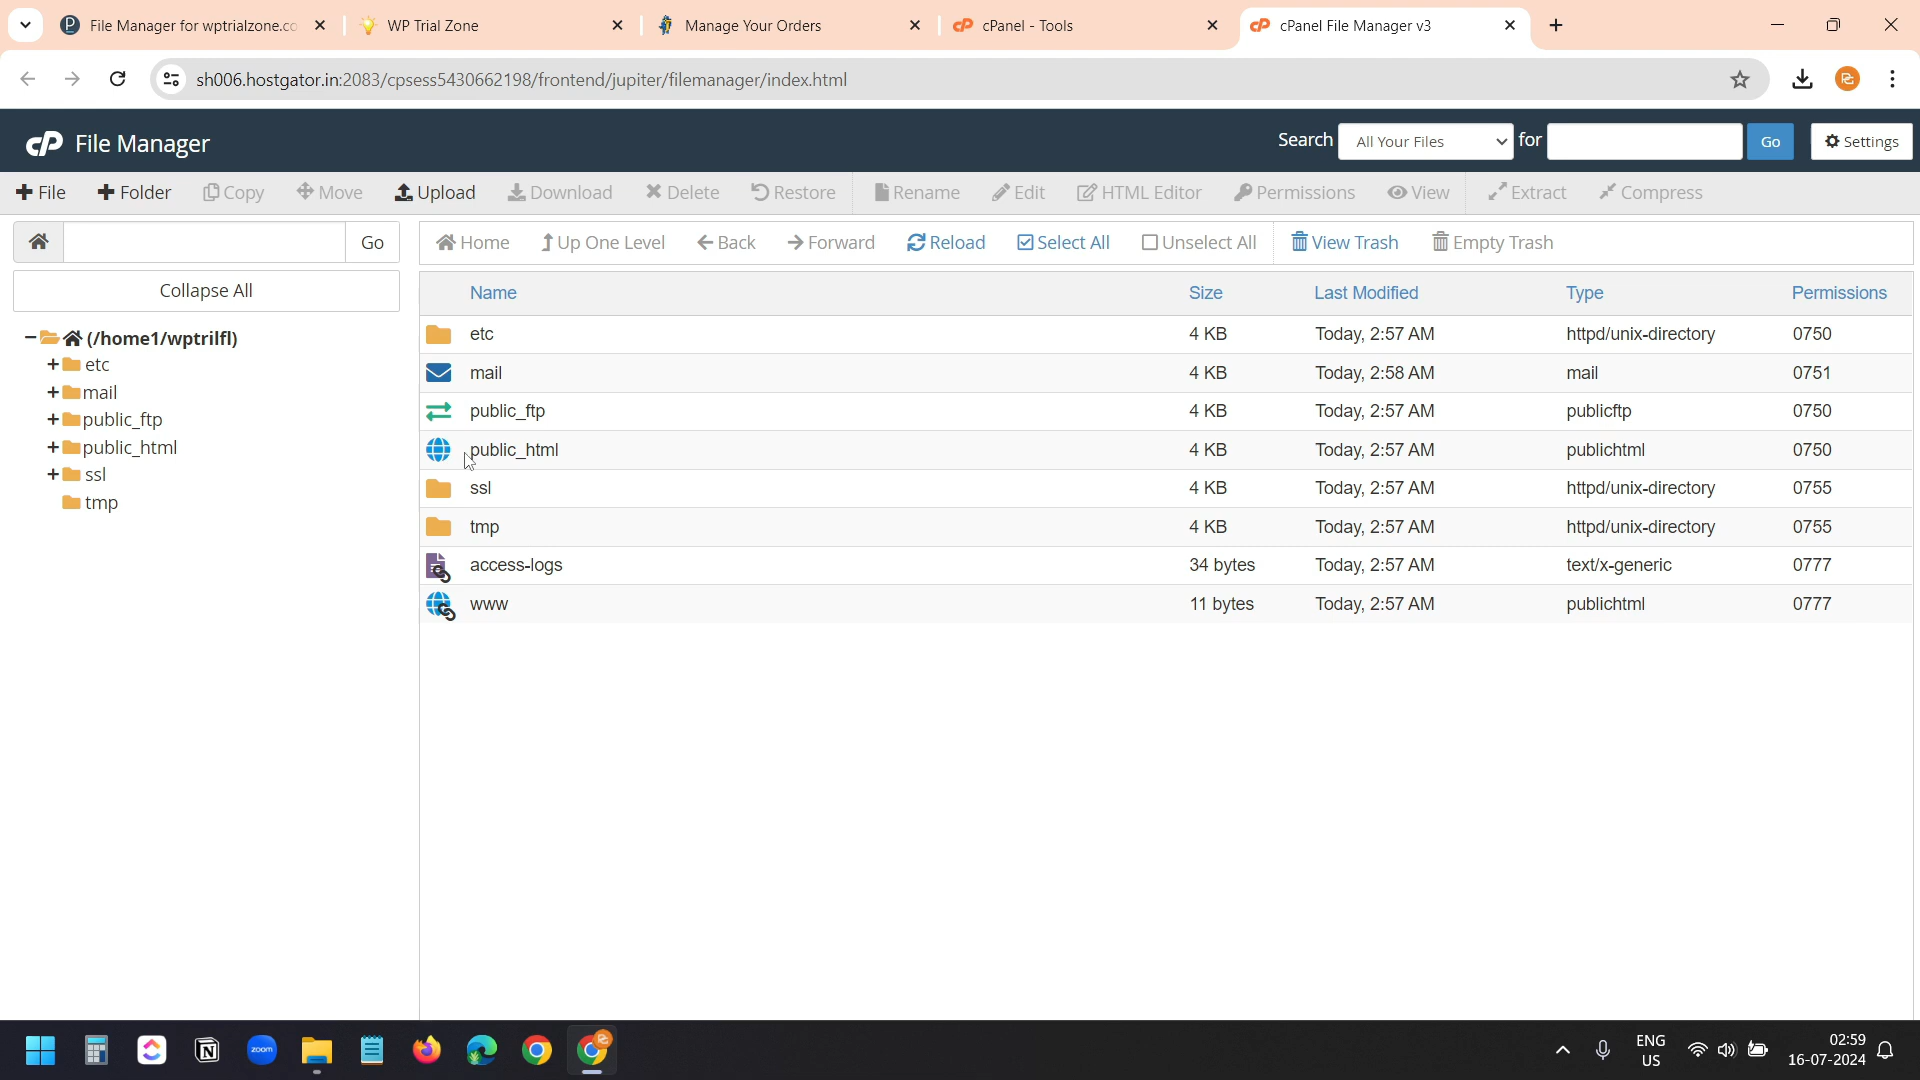 File Manager for wptrialzone.co
WP Trial Zone
Manage Your Orders
cPanel - Tools
cPanel File Manager v3
sh006.hostgator.in:2083/cpsess5430662198/frontend/jupiter/filemanager/index.html
cP File Manager
Search All Your Files for Go Settings
File Folder Copy Move Upload Download Delete Restore Rename Edit HTML Editor Permissions View Extract Compress
Go Home Up One Level Back Forward Reload Select All Unselect All View Trash Empty Trash
Collapse All
(/home1/wptrilfl)
etc
mail
public_ftp
public_html
ssl
tmp
Name Size Last Modified Type Permissions
etc 4 KB Today, 2:57 AM httpd/unix-directory 0750
mail 4 KB Today, 2:58 AM mail 0751
public_ftp 4 KB Today, 2:57 AM publicftp 0750
public_html 4 KB Today, 2:57 AM publichtml 0750
ssl 4 KB Today, 2:57 AM httpd/unix-directory 0755
tmp 4 KB Today, 2:57 AM httpd/unix-directory 0755
access-logs 34 bytes Today, 2:57 AM text/x-generic 0777
www 11 bytes Today, 2:57 AM publichtml 0777
zoom
ENG
US
02:59
16-07-2024